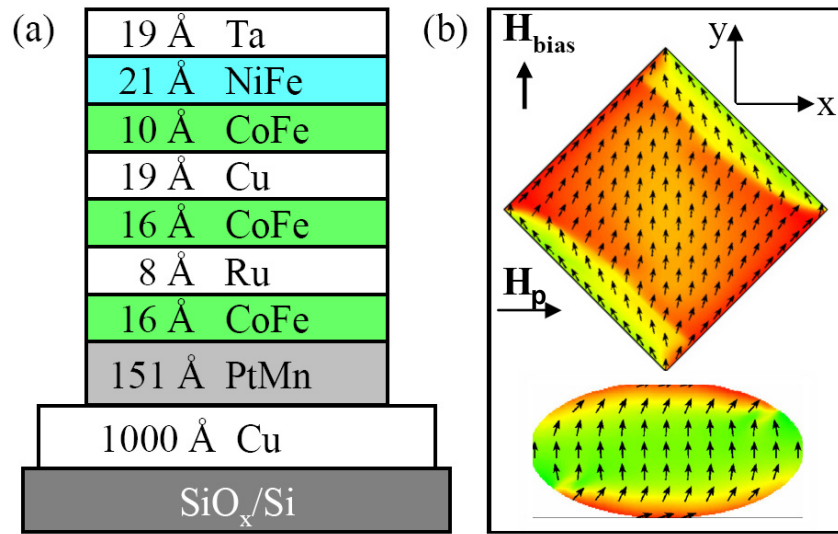 (a)
19 Å Ta
21 Å NiFe
10 Å CoFe
19 Å Cu
16 Å CoFe
8 Å Ru
16 Å CoFe
151 Å PtMn
1000 Å Cu
SiOx/Si
(b)
Hbias
y
x
Hp